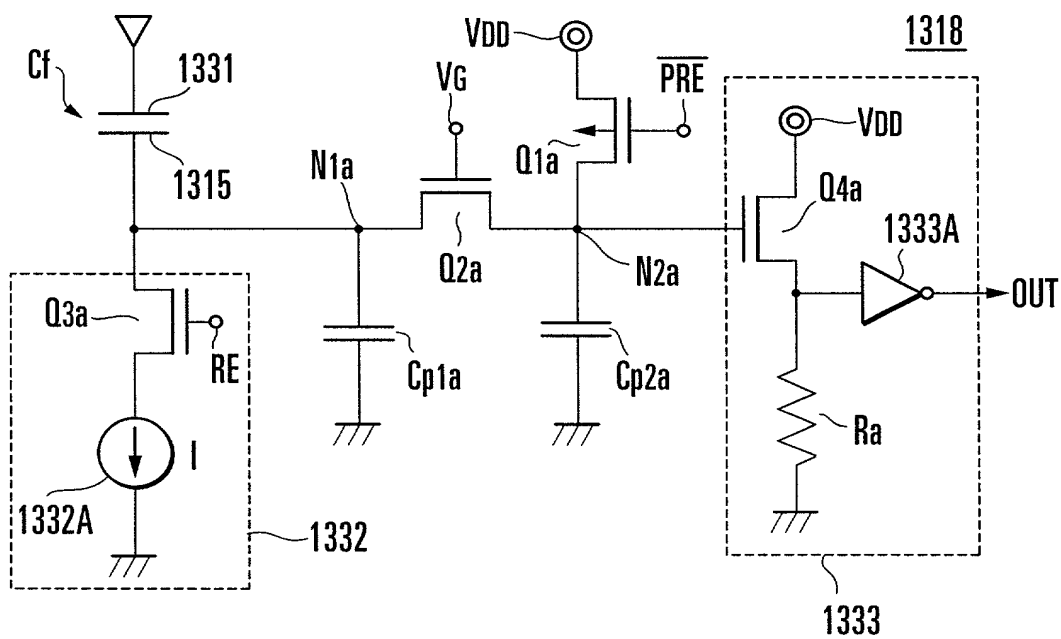 1318
VDD
Cf
1331
VG
PRE
VDD
Q1a
1315
N1a
Q4a
1333A
Q2a
N2a
OUT
Q3a
RE
Cp1a
Cp2a
Ra
I
1332A
1332
1333